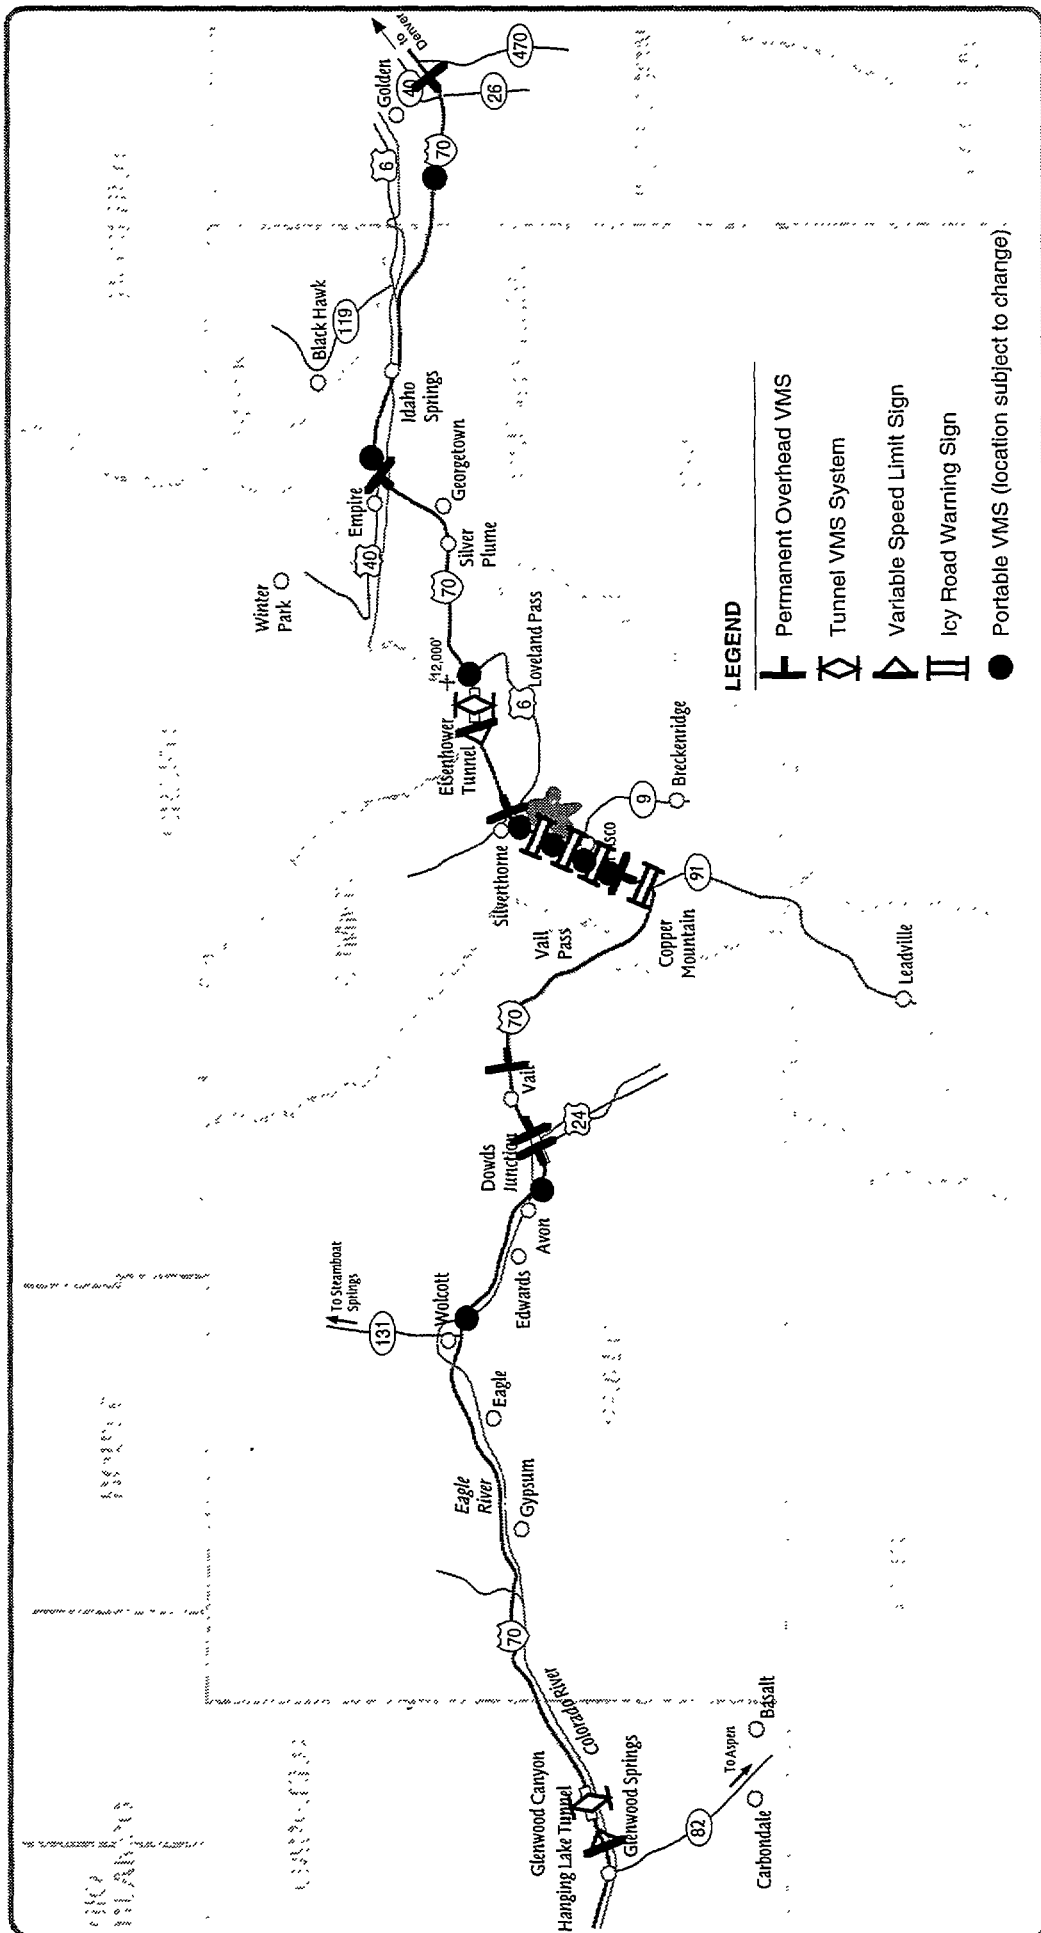 to
Denver
Golden
40
470
26
6
70
Black Hawk
119
Idaho
Springs
Empire
40
Georgetown
Silver
Plume
70
Winter
Park
12,000'
Loveland Pass
6
Eisenhower
Tunnel
Silverthorne
9
Breckenridge
91
Copper
Mountain
Vail
Pass
Leadville
70
Vail
24
Dowds
Junction
Avon
Edwards
To Steamboat
Springs
131
Wolcott
Eagle
Eagle
River
Gypsum
70
Colorado River
Glenwood Canyon
Hanging Lake Tunnel
Glenwood Springs
82
To Aspen
Basalt
Carbondale
LEGEND
Permanent Overhead VMS
Tunnel VMS System
Variable Speed Limit Sign
Icy Road Warning Sign
Portable VMS (location subject to change)